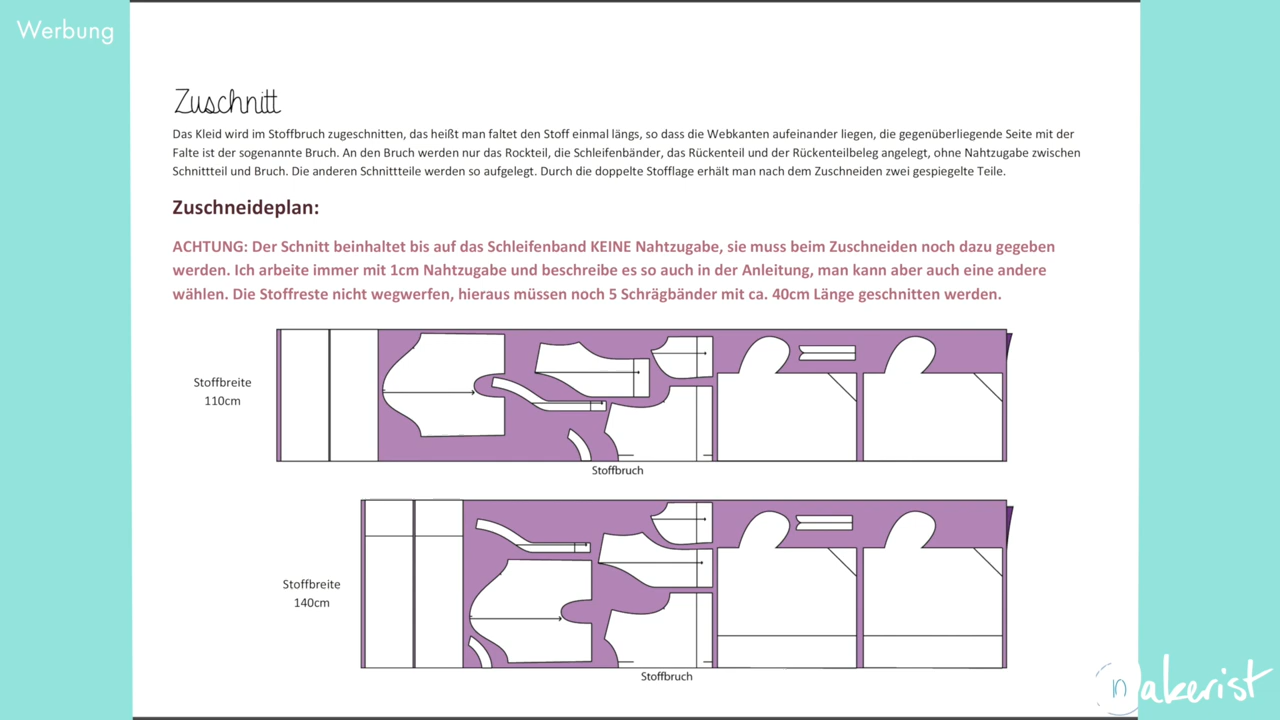 Werbung
Zuschnitt
Das Kleid wird im Stoffbruch zugeschnitten, das heißt man faltet den Stoff einmal längs, so dass die Webkanten aufeinander liegen, die gegenüberliegende Seite mit der
Falte ist der sogenannte Bruch. An den Bruch werden nur das Rockteil, die Schleifenbänder, das Rückenteil und der Rückenteilbeleg angelegt, ohne Nahtzugabe zwischen
Schnittteil und Bruch. Die anderen Schnittteile werden so aufgelegt. Durch die doppelte Stofflage erhält man nach dem Zuschneiden zwei gespiegelte Teile.
Zuschneideplan:
ACHTUNG: Der Schnitt beinhaltet bis auf das Schleifenband KEINE Nahtzugabe, sie muss beim Zuschneiden noch dazu gegeben
werden. Ich arbeite immer mit 1cm Nahtzugabe und beschreibe es so auch in der Anleitung, man kann aber auch eine andere
wählen. Die Stoffreste nicht wegwerfen, hieraus müssen noch 5 Schrägbänder mit ca. 40cm Länge geschnitten werden.
Stoffbreite
110cm
Stoffbruch
Stoffbreite
140cm
Stoffbruch
makerist